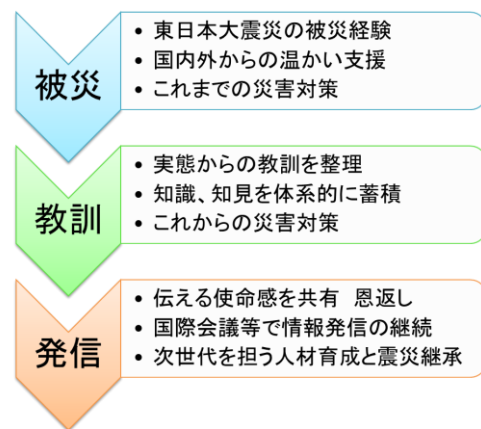 被災
• 東日本大震災の被災経験
• 国内外からの温かい支援
• これまでの災害対策
教訓
• 実態からの教訓を整理
• 知識、知見を体系的に蓄積
• これからの災害対策
発信
• 伝える使命感を共有　恩返し
• 国際会議等で情報発信の継続
• 次世代を担う人材育成と震災継承